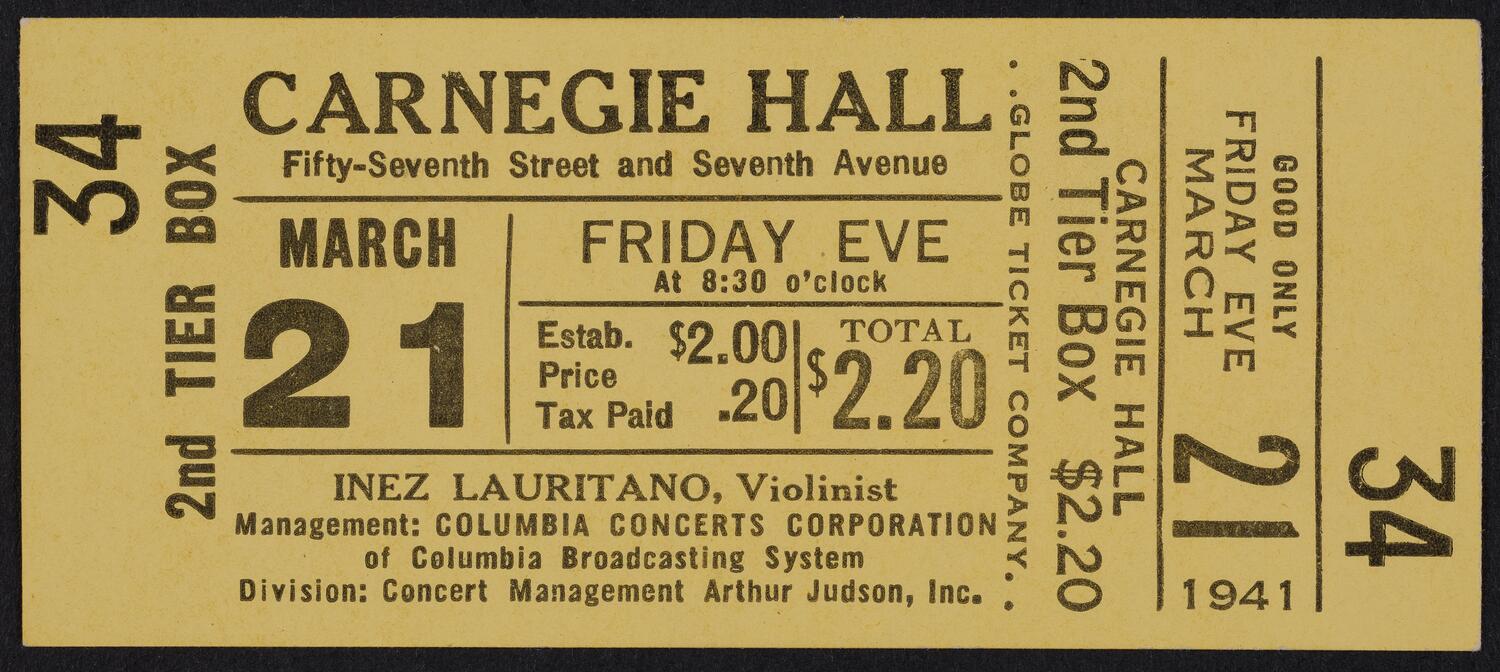 34
2nd TIER BOX
CARNEGIE HALL
Fifty-Seventh Street and Seventh Avenue
MARCH
21
FRIDAY EVE
At 8:30 o'clock
Estab. Price $2.00
Tax Paid .20
TOTAL
$2.20
INEZ LAURITANO, Violinist
Management: COLUMBIA CONCERTS CORPORATION
of Columbia Broadcasting System
Division: Concert Management Arthur Judson, Inc.
..GLOBE TICKET COMPANY..
2nd Tier Box $2.20
CARNEGIE HALL
GOOD ONLY
FRIDAY EVE
MARCH
21
1941
34